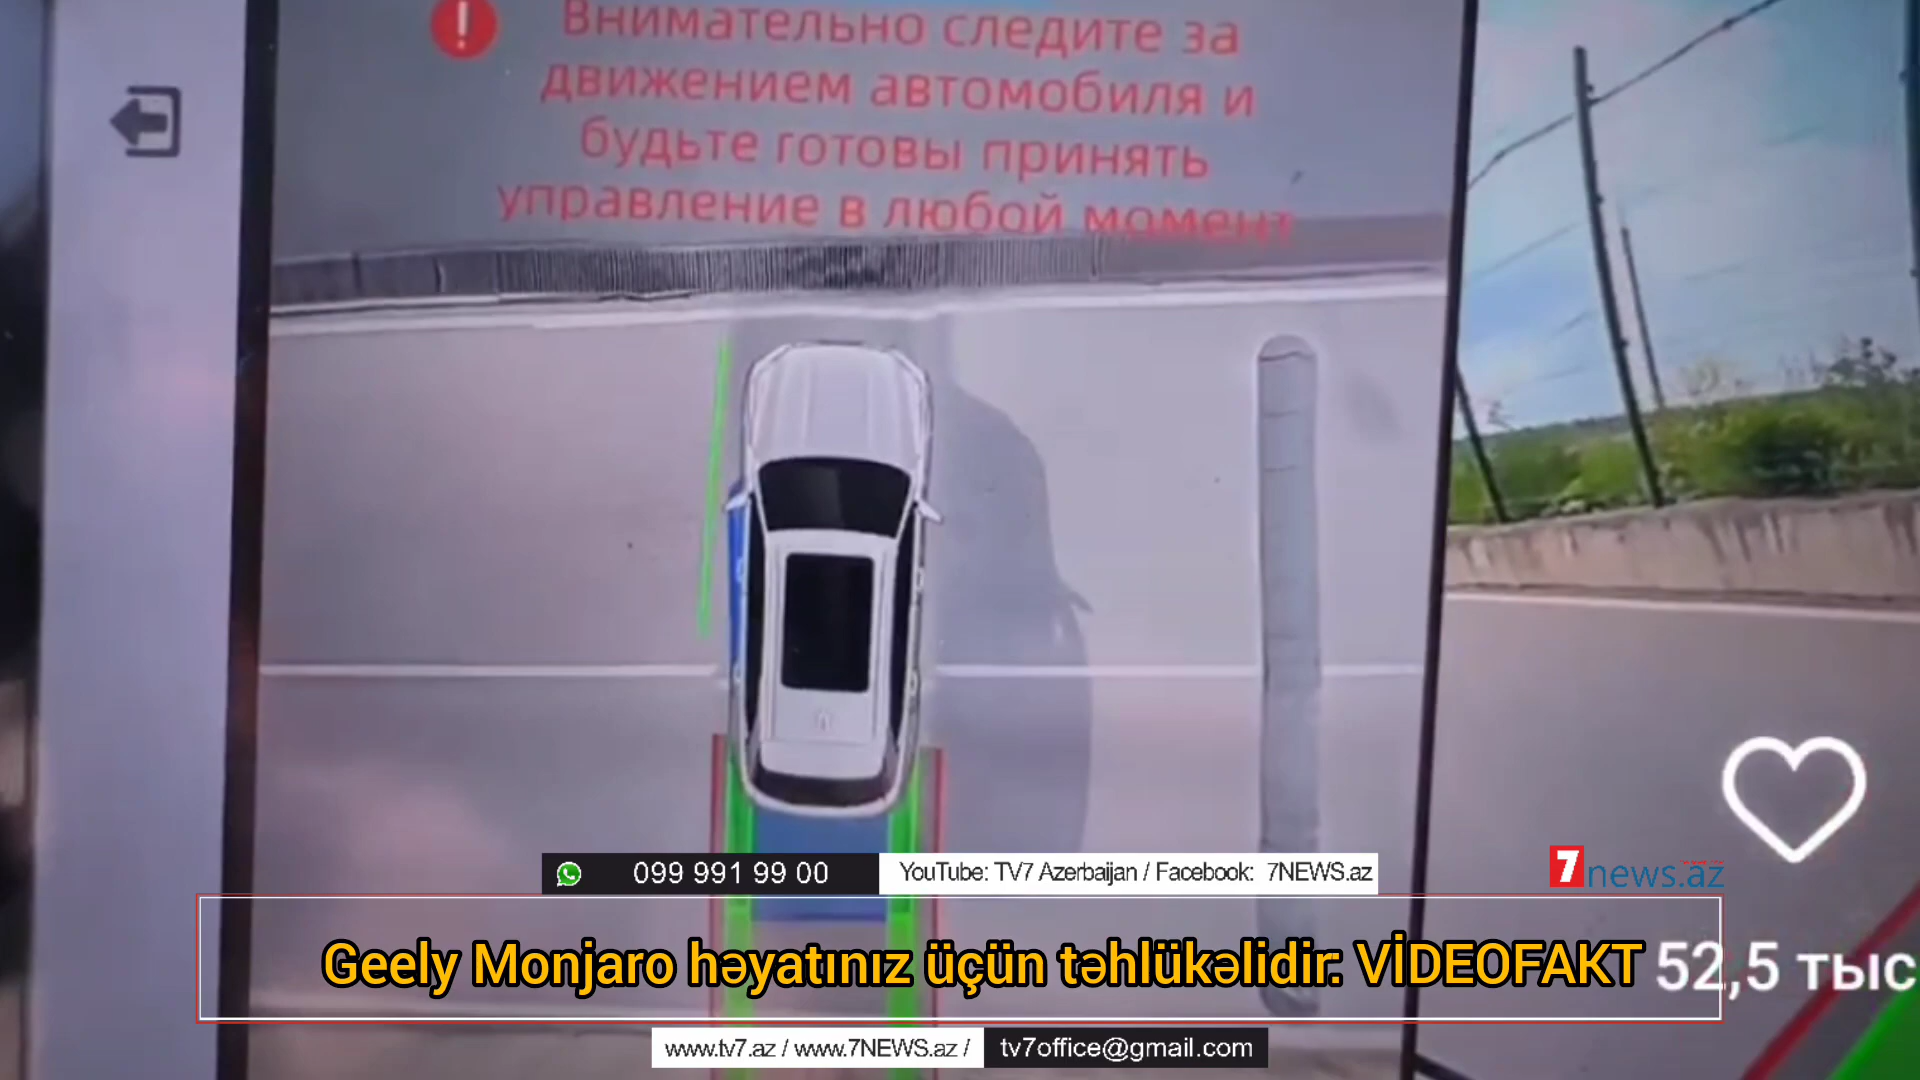 Внимательно следите за
движением автомобиля и
будьте готовы принять
управление в любой момент
099 991 99 00
YouTube: TV7 Azerbaijan / Facebook: 7NEWS.az
7news.az
Geely Monjaro həyatınız üçün təhlükəlidir: VİDEOFAKT
52,5 тыс
www.tv7.az / www.7NEWS.az /
tv7office@gmail.com